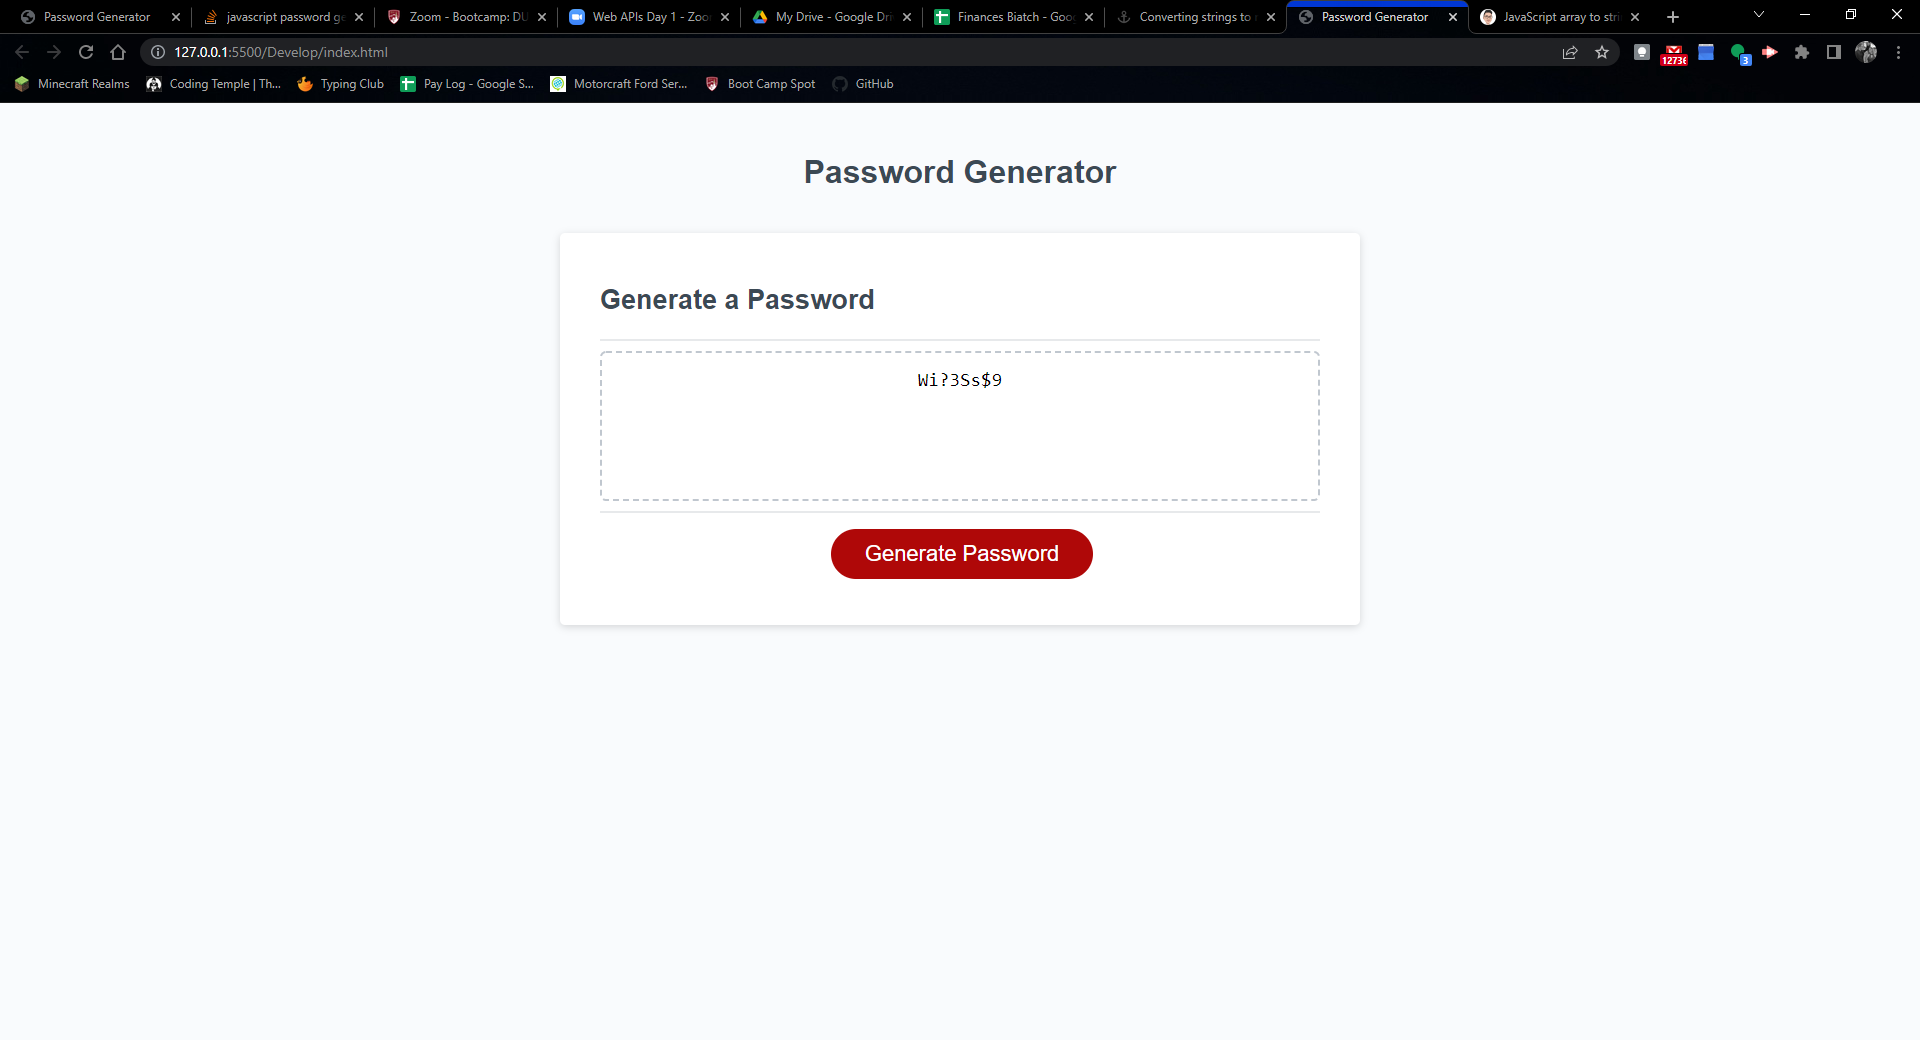 Password Generator
javascript password ge
Zoom - Bootcamp: DU
Web APIs Day 1 - Zoo
My Drive - Google Dri
Finances Biatch - Goo
Converting strings to
Password Generator
JavaScript array to stri
127.0.0.1:5500/Develop/index.html
3
Minecraft Realms
Coding Temple | Th...
Typing Club
Pay Log - Google S...
Motorcraft Ford Ser...
Boot Camp Spot
GitHub
Password Generator
Generate a Password
Wi?3Ss$9
Generate Password